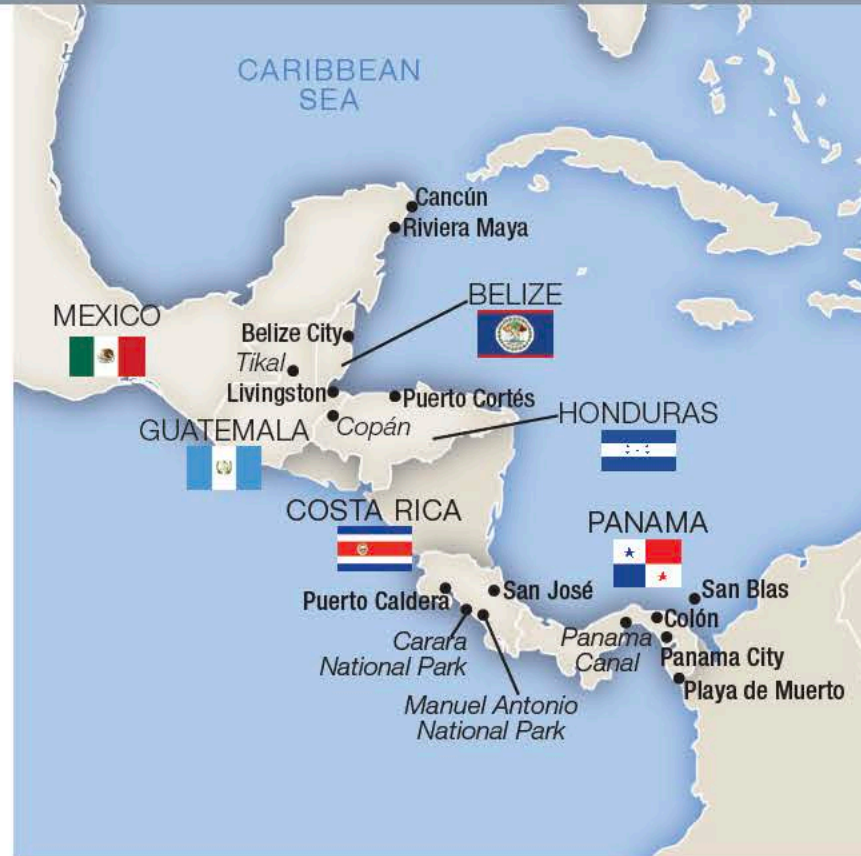 CARIBBEAN
SEA
Cancún
Riviera Maya
BELIZE
MEXICO
Belize City
Tikal
Livingston
Puerto Cortés
HONDURAS
GUATEMALA
Copán
COSTA RICA
PANAMA
San José
San Blas
Puerto Caldera
Colón
Carara
National Park
Panama
Canal
Panama City
Playa de Muerto
Manuel Antonio
National Park